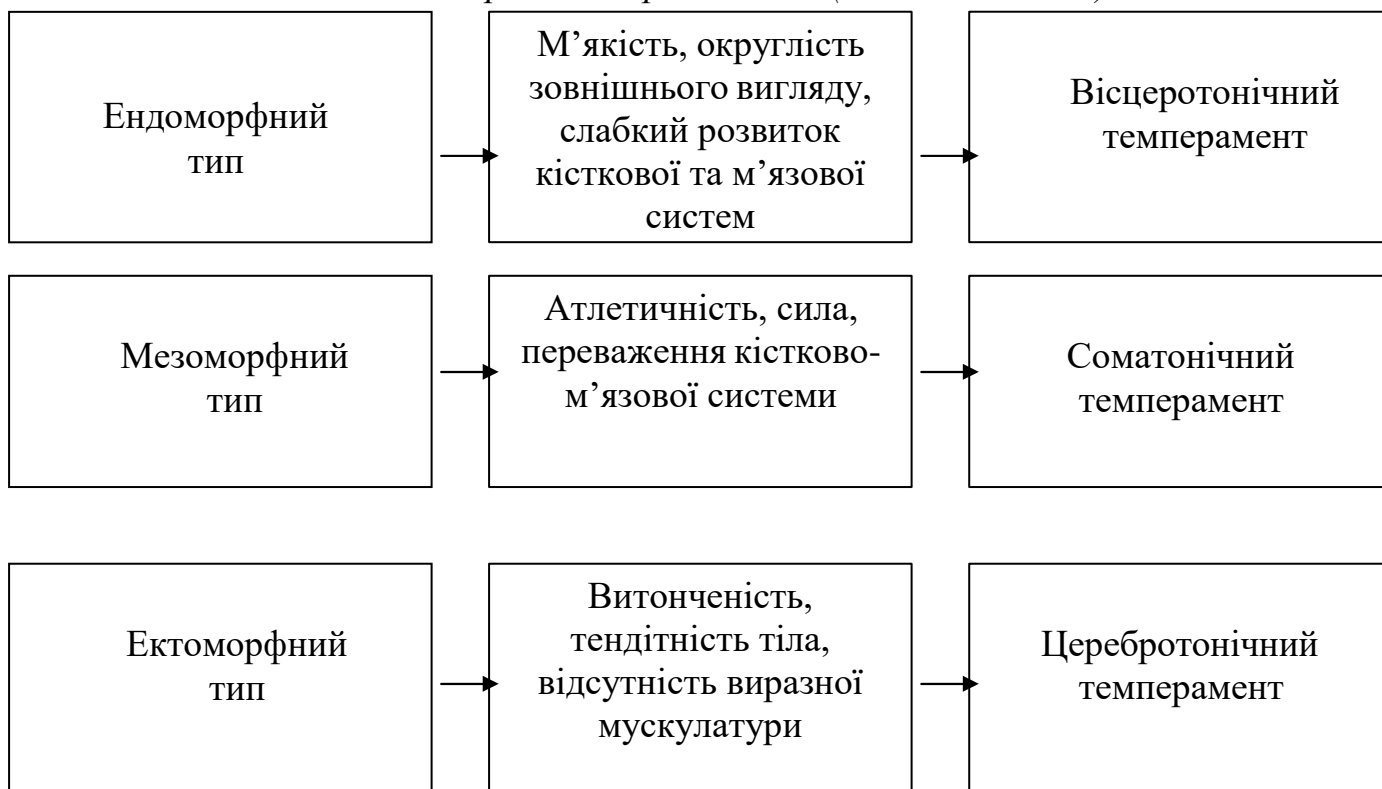 Ендоморфний
тип
М’якість, округлість
зовнішнього вигляду,
слабкий розвиток
кісткової та м’язової
систем
Вісцеротонічний
темперамент
Мезоморфний
тип
Атлетичність, сила,
переваження кістково-
м’язової системи
Соматонічний
темперамент
Ектоморфний
тип
Витонченість,
тендітність тіла,
відсутність виразної
мускулатури
Церебротонічний
темперамент